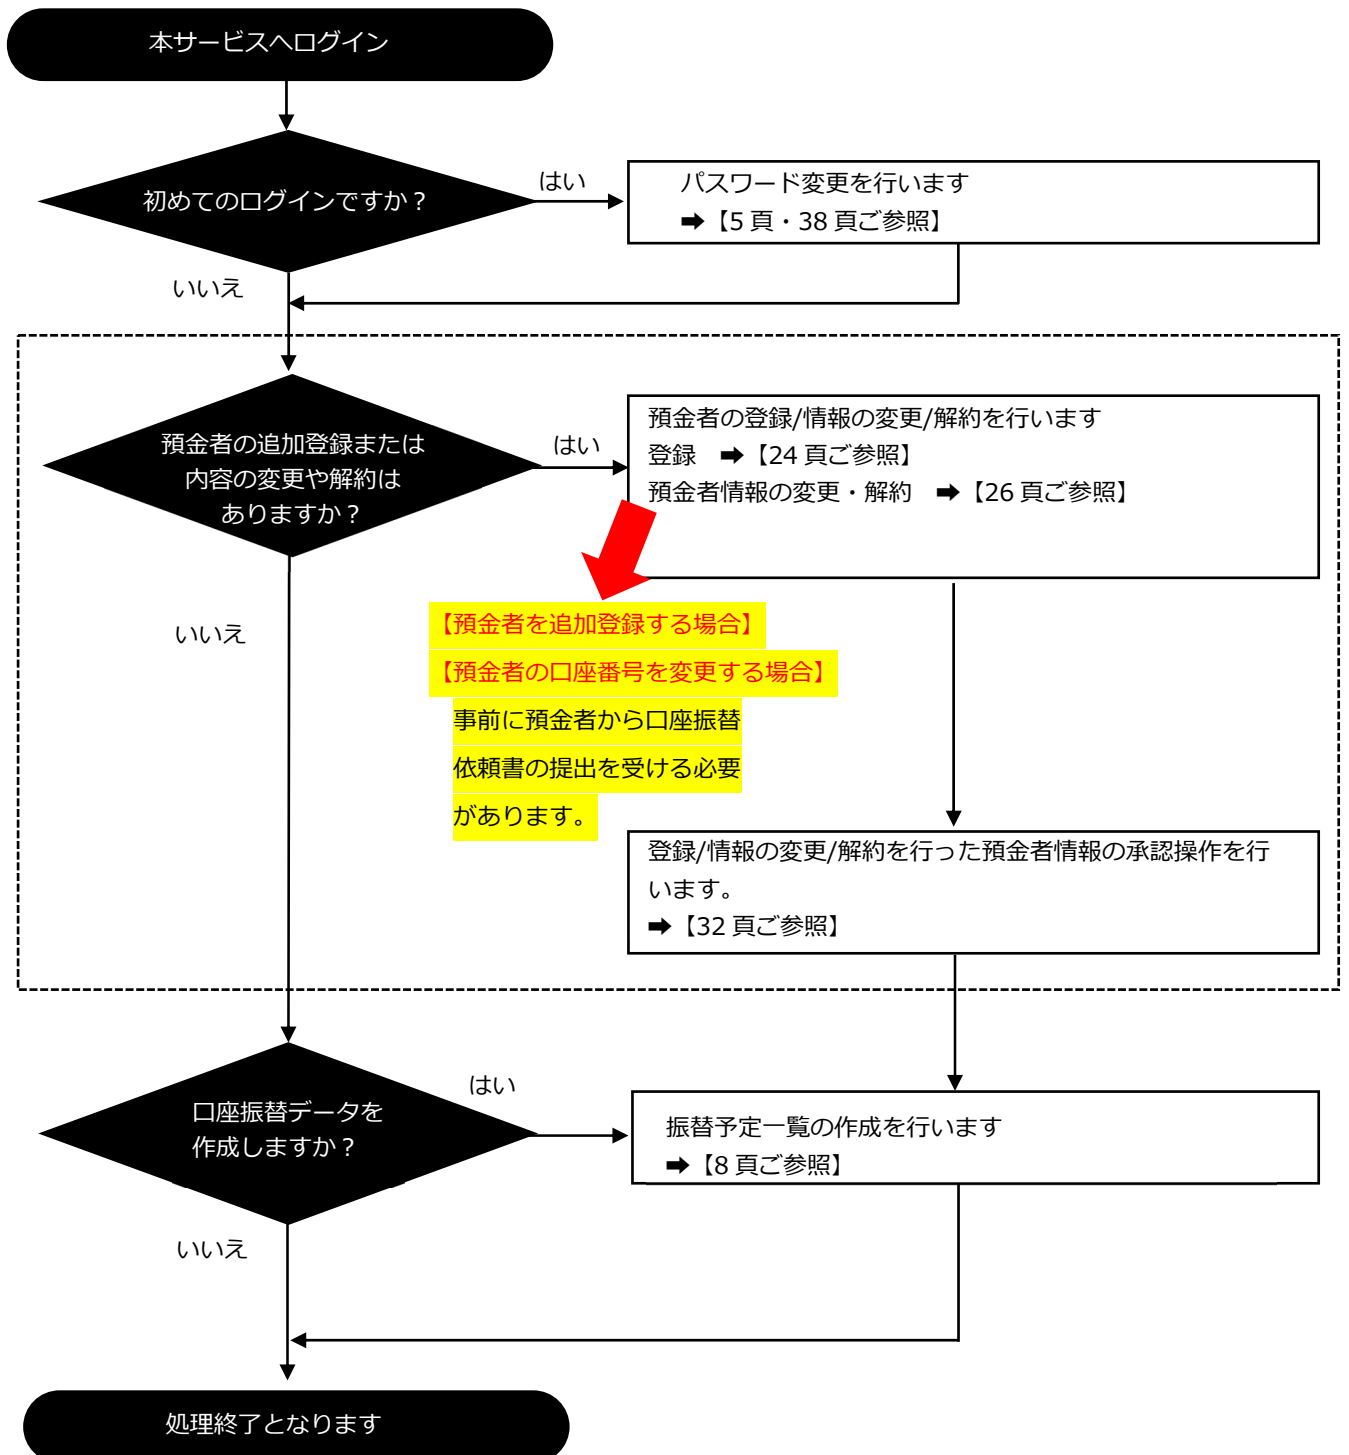 本サービスへログイン
初めてのログインですか？
はい
パスワード変更を行います
➡【5 頁・38 頁ご参照】
いいえ
預金者の追加登録または
内容の変更や解約は
ありますか？
はい
預金者の登録/情報の変更/解約を行います
登録　➡【24 頁ご参照】
預金者情報の変更・解約　➡【26 頁ご参照】
いいえ
【預金者を追加登録する場合】
【預金者の口座番号を変更する場合】
事前に預金者から口座振替
依頼書の提出を受ける必要
があります。
登録/情報の変更/解約を行った預金者情報の承認操作を行
います。
➡【32 頁ご参照】
口座振替データを
作成しますか？
はい
振替予定一覧の作成を行います
➡【8 頁ご参照】
いいえ
処理終了となります